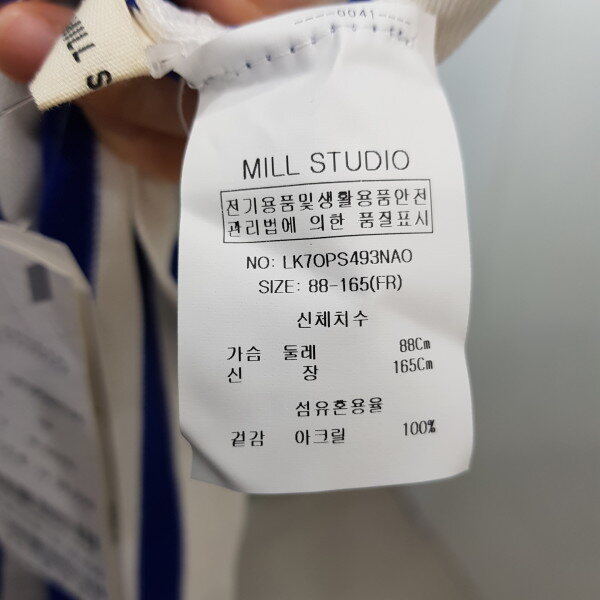 ----0041----
MILL S
MILL STUDIO
전기용품및생활용품안전
관리법에 의한 품질표시
NO: LK7OPS493NAO
SIZE: 88-165(FR)
신체치수
가슴 둘레 88Cm
신 장 165Cm
섬유혼용율
겉감 아크릴 100%